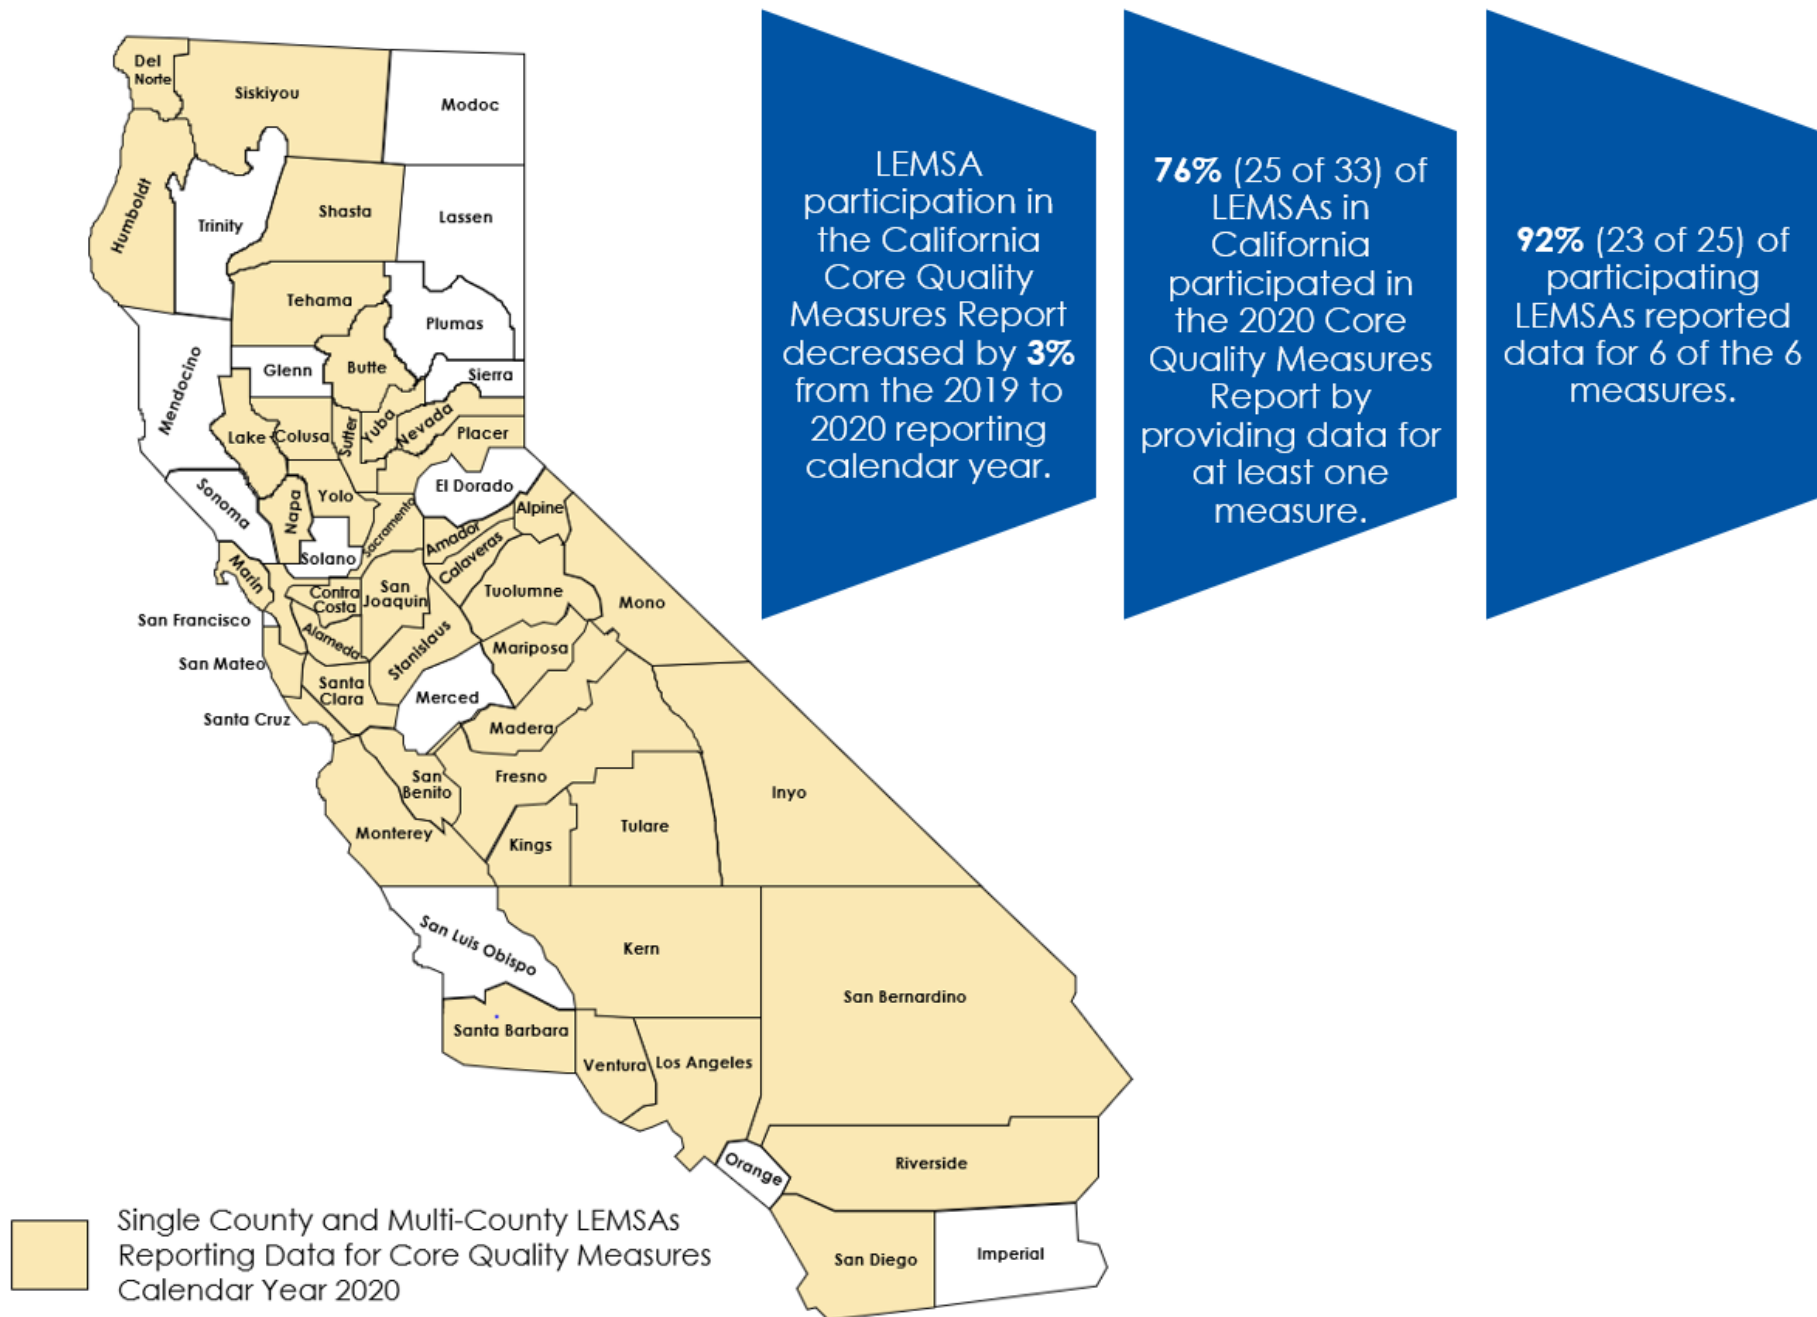 Del
Norte
Siskiyou
Modoc
Humboldt
Trinity
Shasta
Lassen
Tehama
Plumas
Mendocino
Glenn
Butte
Sierra
Lake
Colusa
Sutter
Yuba
Nevada
Placer
Sonoma
Napa
Yolo
Sacramento
El Dorado
Alpine
Solano
Amador
Calaveras
Marin
Contra
Costa
San
Joaquin
Tuolumne
Mono
San Francisco
Alameda
Stanislaus
Mariposa
San Mateo
Santa
Clara
Merced
Santa Cruz
Madera
San
Benito
Fresno
Inyo
Monterey
Kings
Tulare
San Luis Obispo
Kern
San Bernardino
Santa Barbara
Ventura
Los Angeles
Orange
Riverside
San Diego
Imperial
LEMSA
participation in
the California
Core Quality
Measures Report
decreased by 3%
from the 2019 to
2020 reporting
calendar year.
76% (25 of 33) of
LEMSAs in
California
participated in
the 2020 Core
Quality Measures
Report by
providing data for
at least one
measure.
92% (23 of 25) of
participating
LEMSAs reported
data for 6 of the 6
measures.
Single County and Multi-County LEMSAs
Reporting Data for Core Quality Measures
Calendar Year 2020